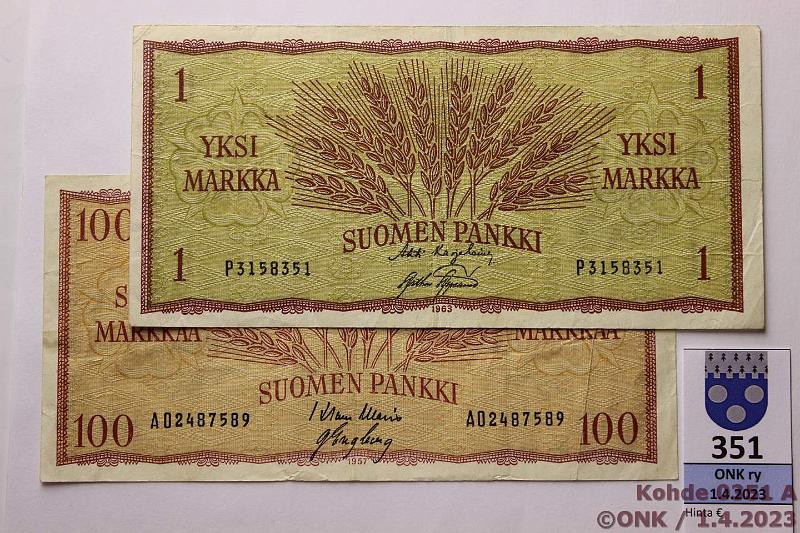 1 1
YKSI YKSI
MARKKA MARKKA
SUOMEN PANKKI
1 P3158351 P3158351 1
1963
100
S
MARKKAA MARKKAA
SUOMEN PANKKI
100 A02487589 A02487589 100
1957
351
ONK ry
1.4.2023
Hinta €
Kohde 0351 A
©ONK / 1.4.2023